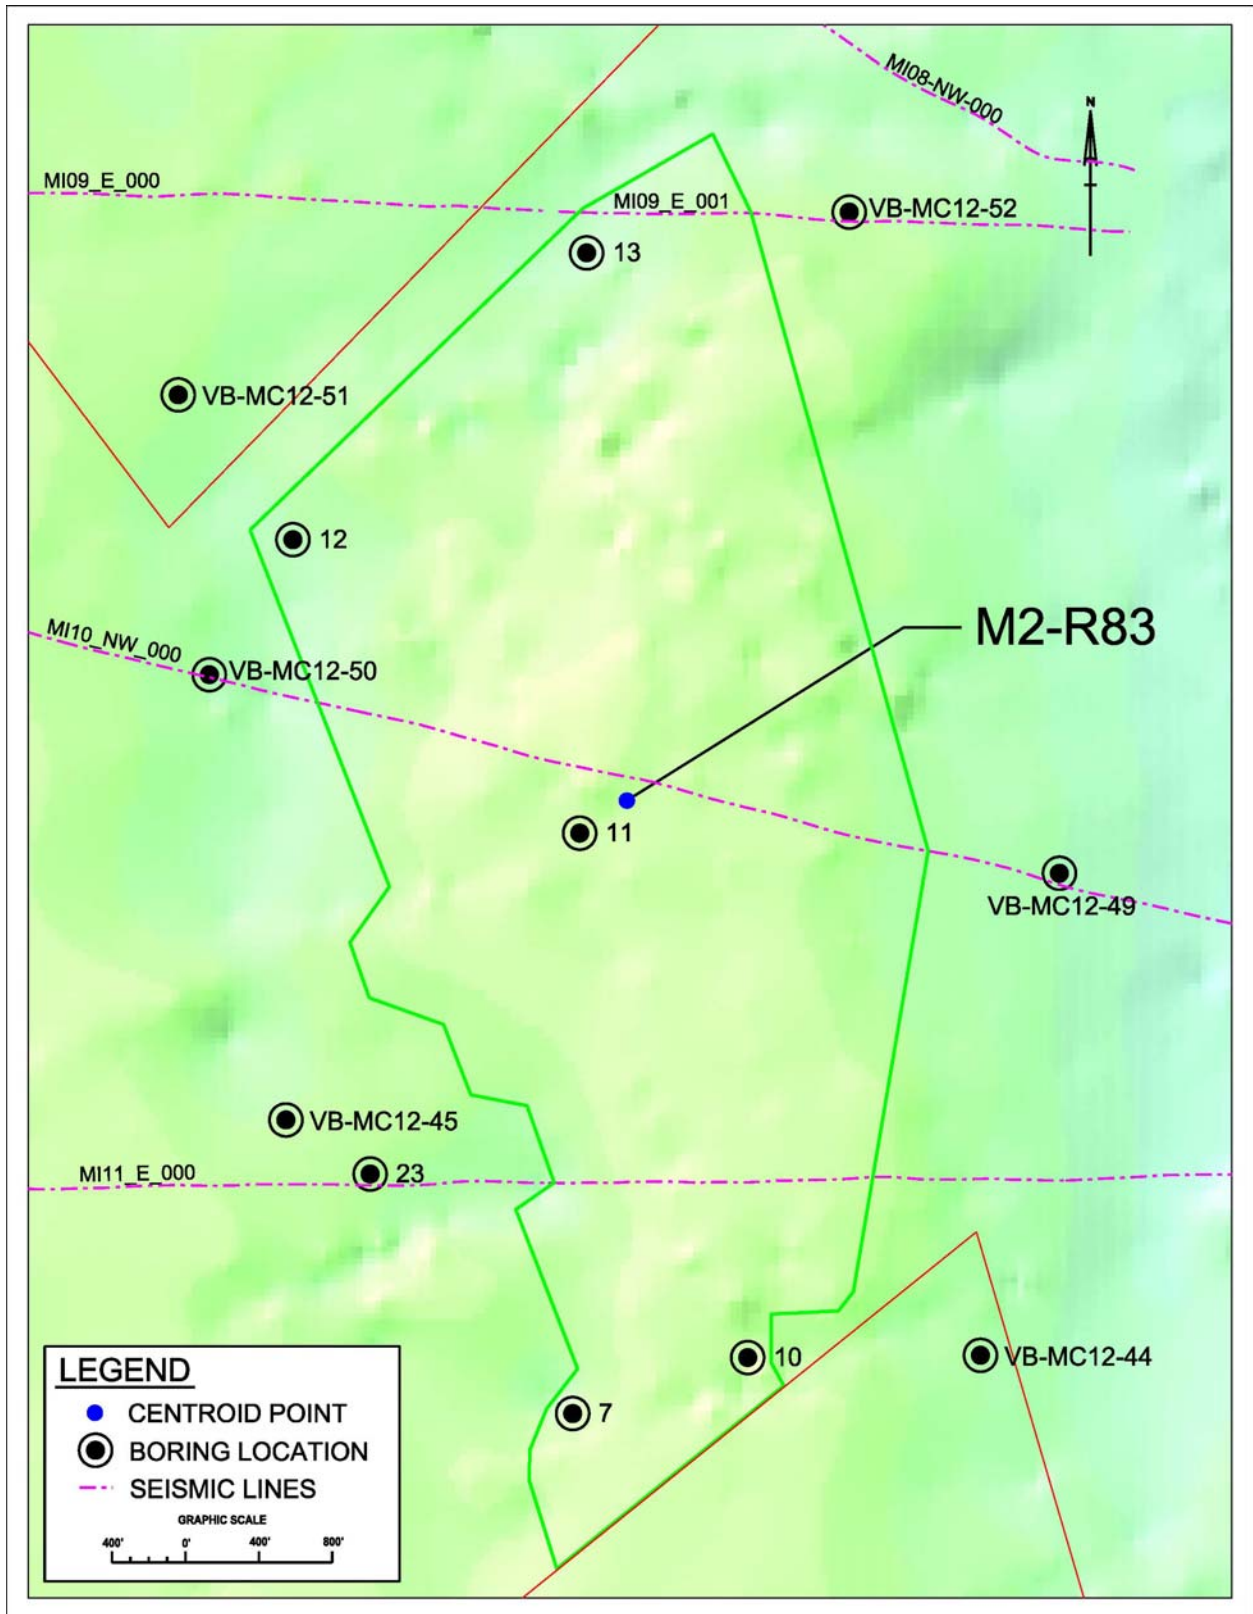 MI08-NW-000
N
MI09_E_000
MI09_E_001
VB-MC12-52
13
VB-MC12-51
12
M2-R83
MI10_NW_000
VB-MC12-50
11
VB-MC12-49
VB-MC12-45
MI11_E_000
23
10
VB-MC12-44
7
LEGEND
CENTROID POINT
BORING LOCATION
SEISMIC LINES
GRAPHIC SCALE
400' 0' 400' 800'